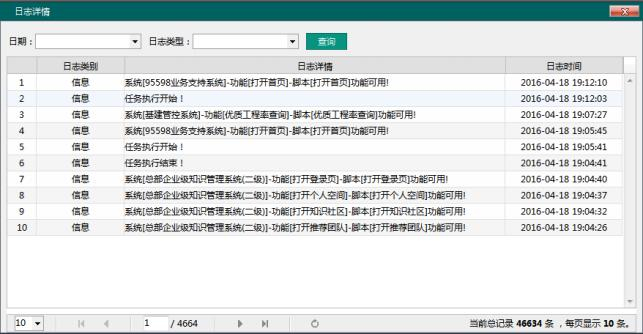 日志详情
日期： 日志类型： 查询
日志类别 日志详情 日志时间
1 信息 系统[95598业务支持系统]-功能[打开首页]-脚本[打开首页]功能可用! 2016-04-18 19:12:10
2 信息 任务执行开始！ 2016-04-18 19:12:03
3 信息 系统[基建管控系统]-功能[优质工程率查询]-脚本[优质工程率查询]功能可用! 2016-04-18 19:07:27
4 信息 系统[95598业务支持系统]-功能[打开首页]-脚本[打开首页]功能可用! 2016-04-18 19:05:45
5 信息 任务执行开始！ 2016-04-18 19:05:41
6 信息 任务执行结束！ 2016-04-18 19:04:41
7 信息 系统[总部企业级知识管理系统(二级)]-功能[打开登录页]-脚本[打开登录页]功能可用! 2016-04-18 19:04:40
8 信息 系统[总部企业级知识管理系统(二级)]-功能[打开个人空间]-脚本[打开个人空间]功能可用! 2016-04-18 19:04:37
9 信息 系统[总部企业级知识管理系统(二级)]-功能[打开知识社区]-脚本[打开知识社区]功能可用! 2016-04-18 19:04:32
10 信息 系统[总部企业级知识管理系统(二级)]-功能[打开推荐团队]-脚本[打开推荐团队]功能可用! 2016-04-18 19:04:26
10 1 / 4664 当前总记录 46634 条 ，每页显示 10 条。